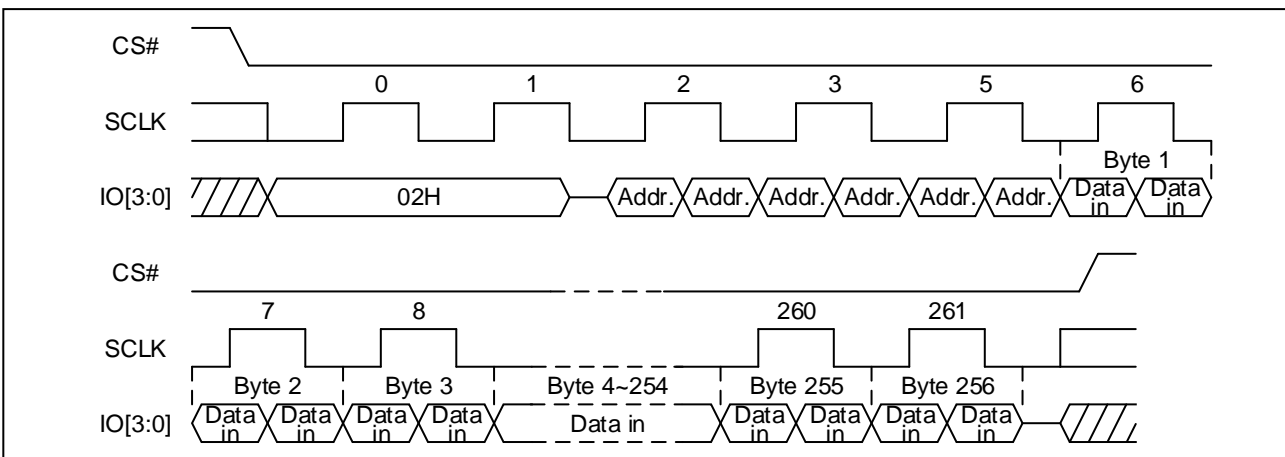 CS#
0 1 2 3 5 6
SCLK
Byte 1
IO[3:0] 02H Addr. Addr. Addr. Addr. Addr. Addr. Data in Data in
CS#
7 8 260 261
SCLK
Byte 2 Byte 3 Byte 4~254 Byte 255 Byte 256
IO[3:0] Data in Data in Data in Data in Data in Data in Data in Data in Data in